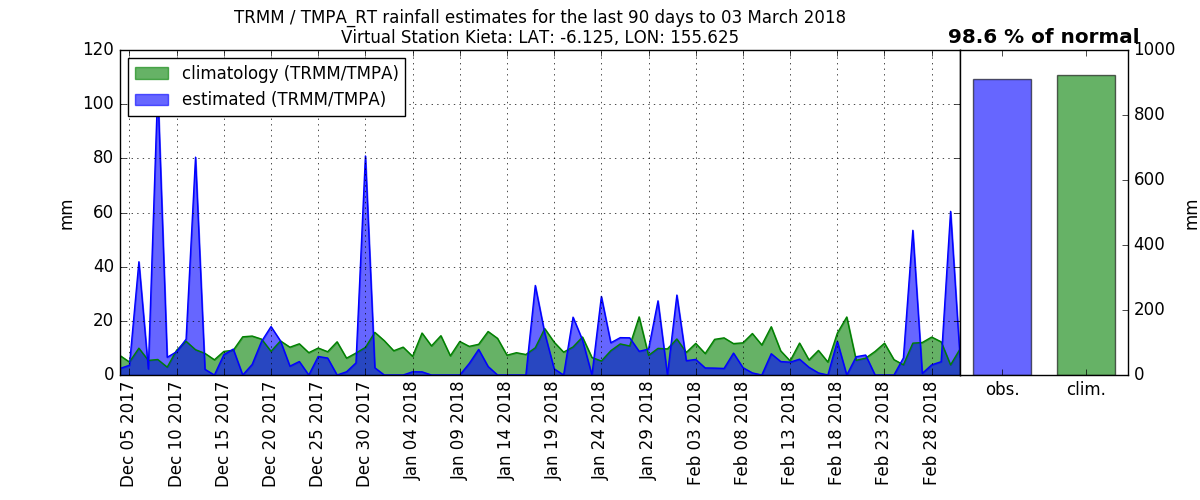 TRMM / TMPA_RT rainfall estimates for the last 90 days to 03 March 2018
Virtual Station Kieta: LAT: -6.125, LON: 155.625
98.6 % of normal
climatology (TRMM/TMPA)
estimated (TRMM/TMPA)
120
100
80
60
40
20
0
mm
1000
800
600
400
200
0
mm
Dec 05 2017
Dec 10 2017
Dec 15 2017
Dec 20 2017
Dec 25 2017
Dec 30 2017
Jan 04 2018
Jan 09 2018
Jan 14 2018
Jan 19 2018
Jan 24 2018
Jan 29 2018
Feb 03 2018
Feb 08 2018
Feb 13 2018
Feb 18 2018
Feb 23 2018
Feb 28 2018
obs.
clim.